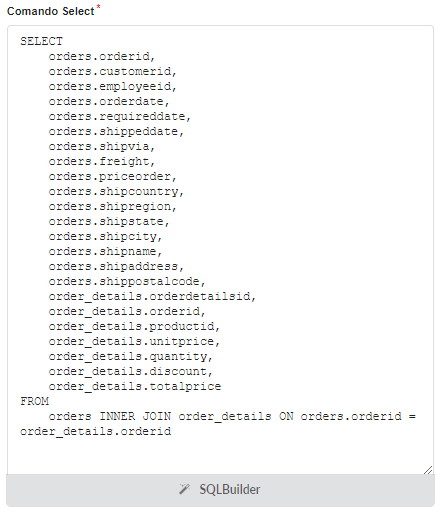 Comando Select*
SELECT
    orders.orderid,
    orders.customerid,
    orders.employeeid,
    orders.orderdate,
    orders.requireddate,
    orders.shippeddate,
    orders.shipvia,
    orders.freight,
    orders.priceorder,
    orders.shipcountry,
    orders.shipregion,
    orders.shipstate,
    orders.shipcity,
    orders.shipname,
    orders.shipaddress,
    orders.shippostalcode,
    order_details.orderdetailsid,
    order_details.orderid,
    order_details.productid,
    order_details.unitprice,
    order_details.quantity,
    order_details.discount,
    order_details.totalprice
FROM
    orders INNER JOIN order_details ON orders.orderid =
order_details.orderid
SQLBuilder